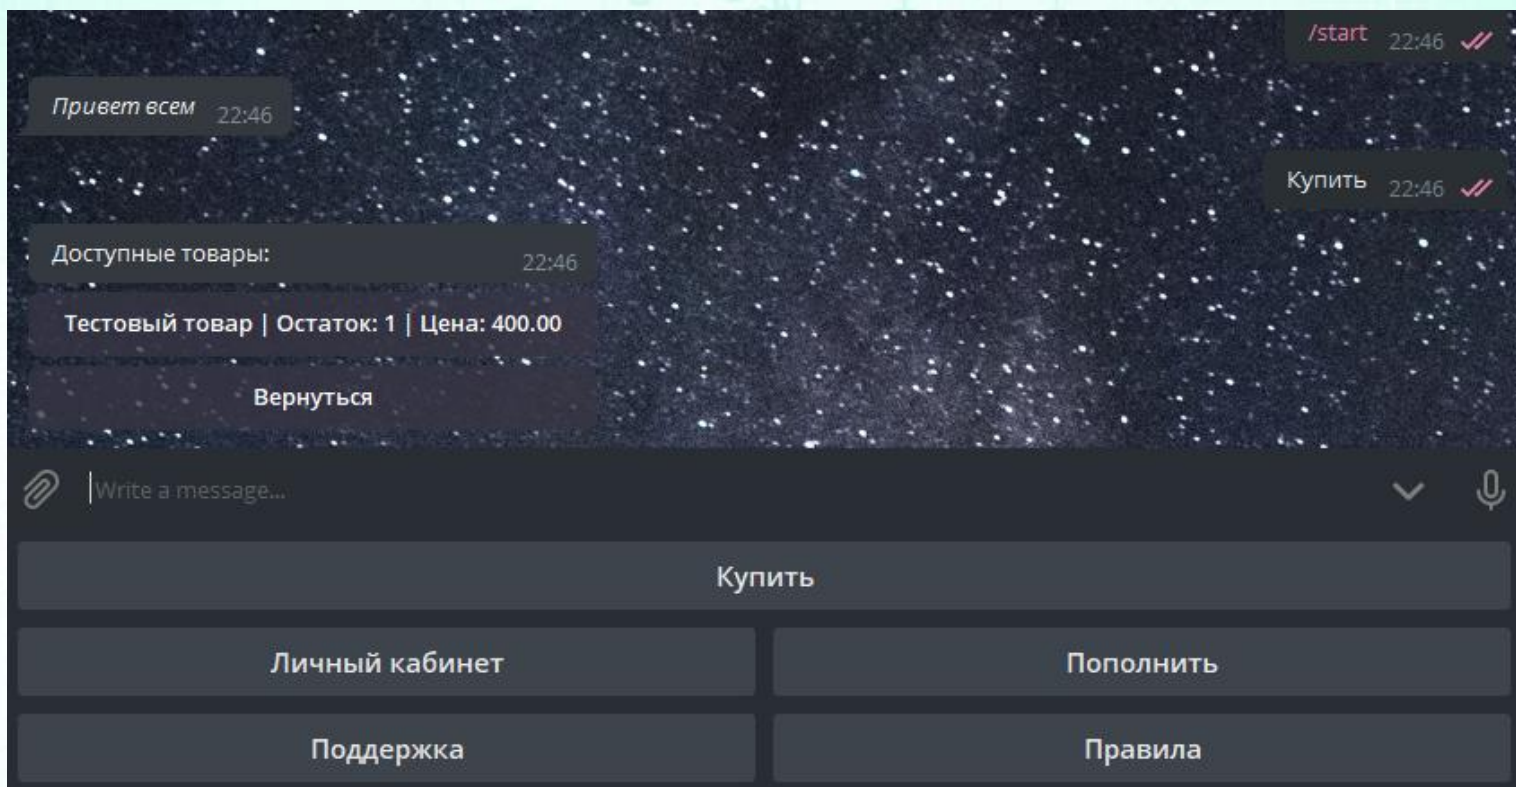 /start 22:46
Привет всем 22:46
Купить 22:46
Доступные товары: 22:46
Тестовый товар | Остаток: 1 | Цена: 400.00
Вернуться
Write a message...
Купить
Личный кабинет
Пополнить
Поддержка
Правила